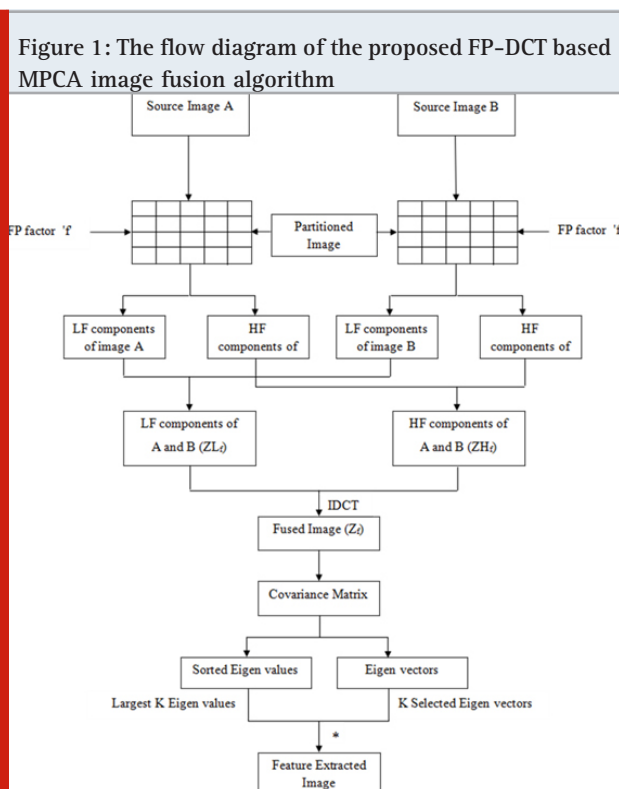 Figure 1: The flow diagram of the proposed FP-DCT based
MPCA image fusion algorithm
Source Image A
Source Image B
FP factor 'f'
Partitioned
Image
FP factor 'f'
LF components
of image A
HF
components of
LF components
of image B
HF
components of
LF components of
A and B (ZLf)
HF components of
A and B (ZHf)
IDCT
Fused Image (Zf)
Covariance Matrix
Sorted Eigen values
Eigen vectors
Largest K Eigen values
K Selected Eigen vectors
*
Feature Extracted
Image